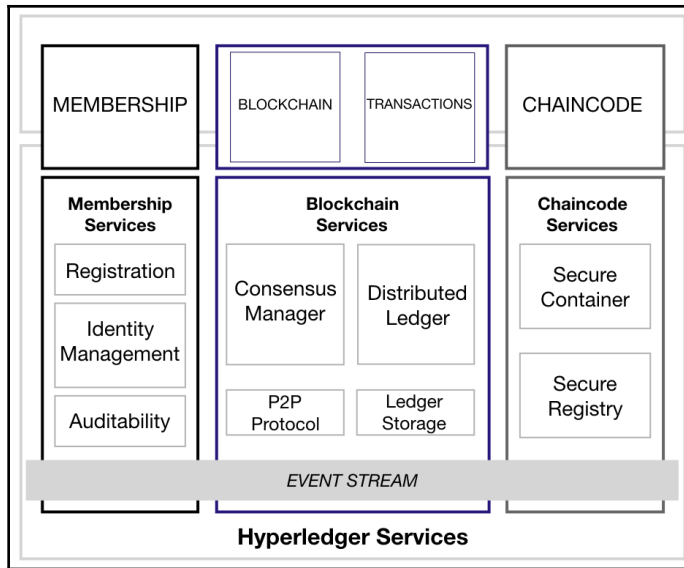 MEMBERSHIP
BLOCKCHAIN
TRANSACTIONS
CHAINCODE
Membership
Services
Registration
Identity
Management
Auditability
Blockchain
Services
Consensus
Manager
Distributed
Ledger
P2P
Protocol
Ledger
Storage
Chaincode
Services
Secure
Container
Secure
Registry
EVENT STREAM
Hyperledger Services